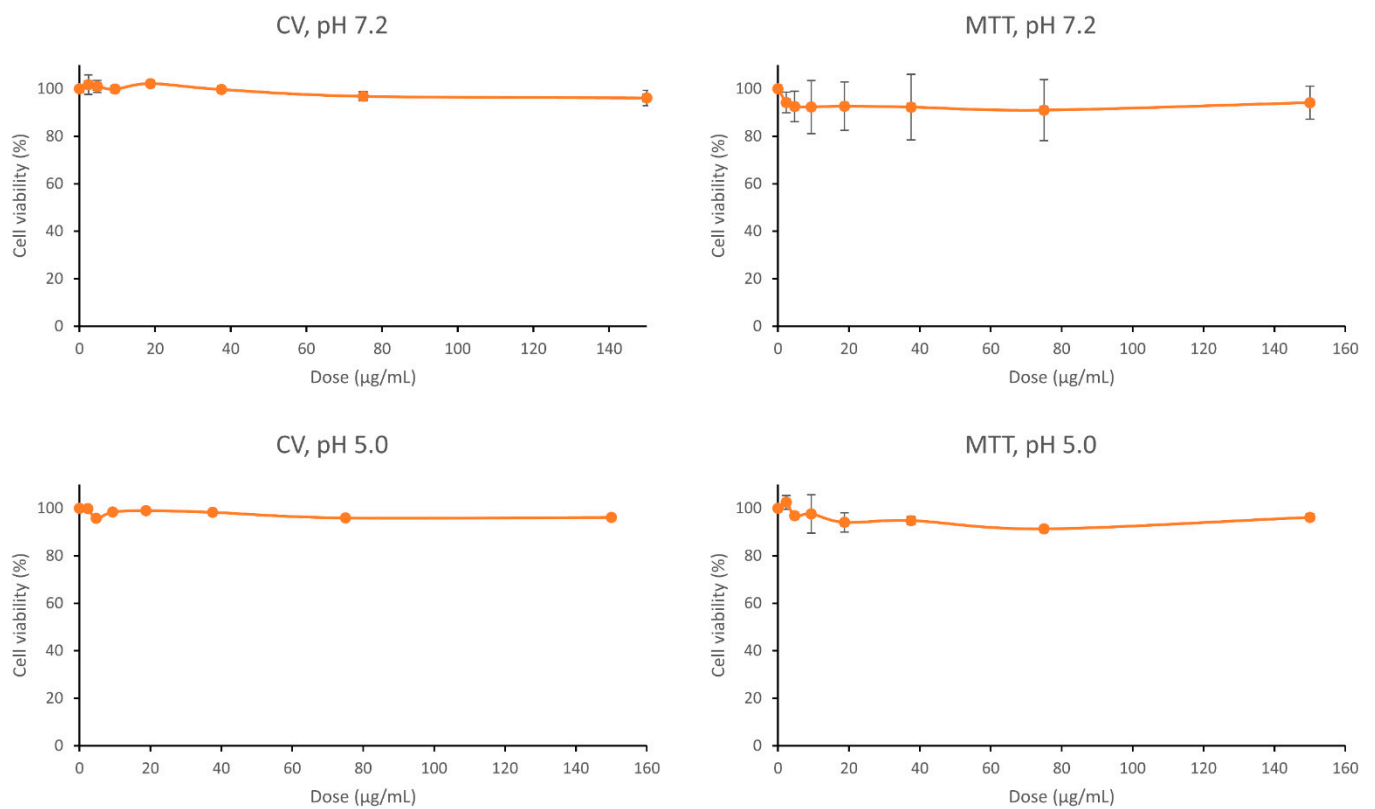 CV, pH 7.2
100
80
60
40
20
0
Cell viability (%)
0 20 40 60 80 100 120 140
Dose (µg/mL)
MTT, pH 7.2
100
80
60
40
20
0
Cell viability (%)
0 20 40 60 80 100 120 140 160
Dose (µg/mL)
CV, pH 5.0
100
80
60
40
20
0
Cell viability (%)
0 20 40 60 80 100 120 140 160
Dose (µg/mL)
MTT, pH 5.0
100
80
60
40
20
0
Cell viability (%)
0 20 40 60 80 100 120 140 160
Dose (µg/mL)